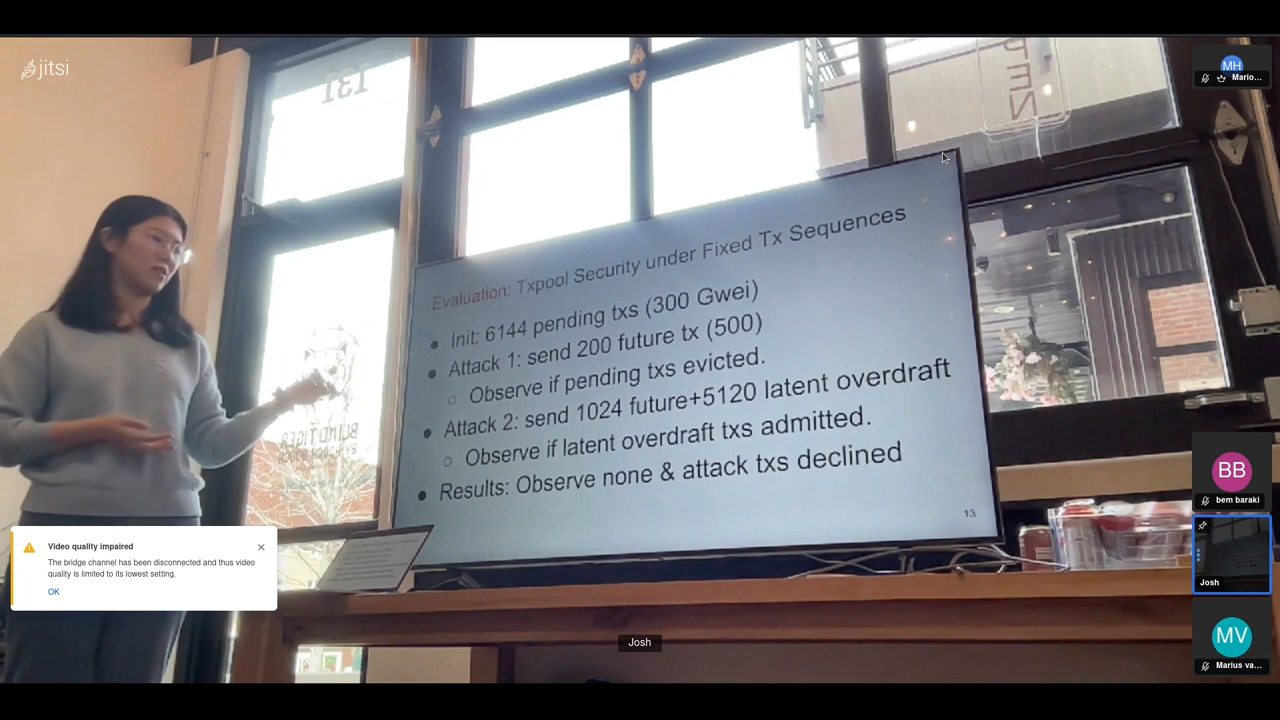 jitsi
131
MH
Mario...
Evaluation: Txpool Security under Fixed Tx Sequences
Init: 6144 pending txs (300 Gwei)
Attack 1: send 200 future tx (500)
Observe if pending txs evicted.
Attack 2: send 1024 future+5120 latent overdraft
Observe if latent overdraft txs admitted.
Results: Observe none & attack txs declined
13
BLIND TIGER
Video quality impaired
The bridge channel has been disconnected and thus video
quality is limited to its lowest setting.
OK
Josh
BB
bem baraki
Josh
MV
Marius va...